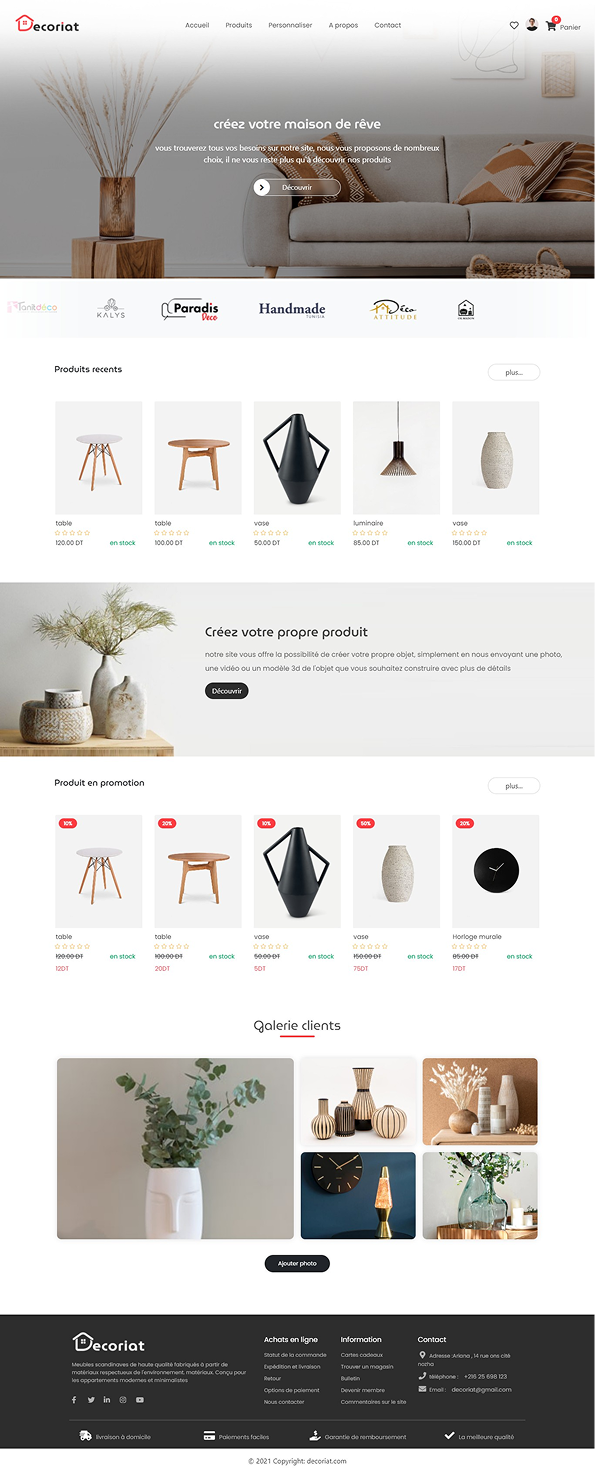 Decoriat
Accueil Produits Personnaliser A propos Contact
0
Panier
créez votre maison de rêve
vous trouverez tous vos besoins sur notre site, nous vous proposons de nombreux
choix, il ne vous reste plus qu'à découvrir nos produits
Découvrir
Tanitdéco
KALYS
Paradis
Deco
Handmade
TUNISIA
Déco
ATTITUDE
Produits recents
plus...
table table vase luminaire vase
120.00 DT en stock 100.00 DT en stock 50.00 DT en stock 85.00 DT en stock 150.00 DT en stock
Créez votre propre produit
notre site vous offre la possibilité de créer votre propre objet, simplement en nous envoyant une photo,
une vidéo ou un modèle 3d de l'objet que vous souhaitez construire avec plus de détails
Découvrir
Produit en promotion
plus...
10% 20% 10% 50% 20%
table table vase vase Horloge murale
120.00 DT en stock 100.00 DT en stock 50.00 DT en stock 150.00 DT en stock 85.00 DT en stock
12DT 20DT 5DT 75DT 17DT
Galerie clients
Ajouter photo
Decoriat
Meubles scandinaves de haute qualité fabriqués à partir de
matériaux respectueux de l'environnement, matériaux. Conçu pour
les appartements modernes et minimalistes
Achats en ligne
Statut de la commande
Expédition et livraison
Retour
Options de paiement
Nous contacter
Information
Cartes cadeaux
Trouver un magasin
Bulletin
Devenir membre
Commentaires sur le site
Contact
Adresse :Ariana , 14 rue ons cité
nozha
téléphone : +216 25 698 123
Email : decoriat@gmail.com
livraison à domicile Paiements faciles Garantie de remboursement La meilleure qualité
© 2021 Copyright: decoriat.com